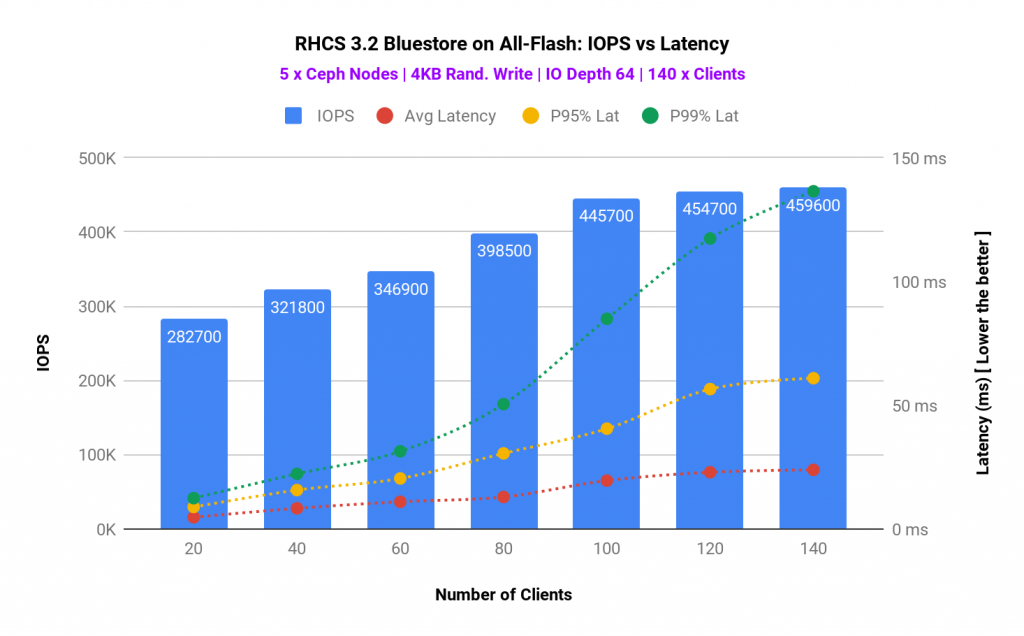 RHCS 3.2 Bluestore on All-Flash: IOPS vs Latency
5 x Ceph Nodes | 4KB Rand. Write | IO Depth 64 | 140 x Clients
IOPS Avg Latency P95% Lat P99% Lat
500K
400K
300K
200K
100K
0K
IOPS
282700
321800
346900
398500
445700
454700
459600
150 ms
100 ms
50 ms
0 ms
Latency (ms) [ Lower the better ]
20 40 60 80 100 120 140
Number of Clients